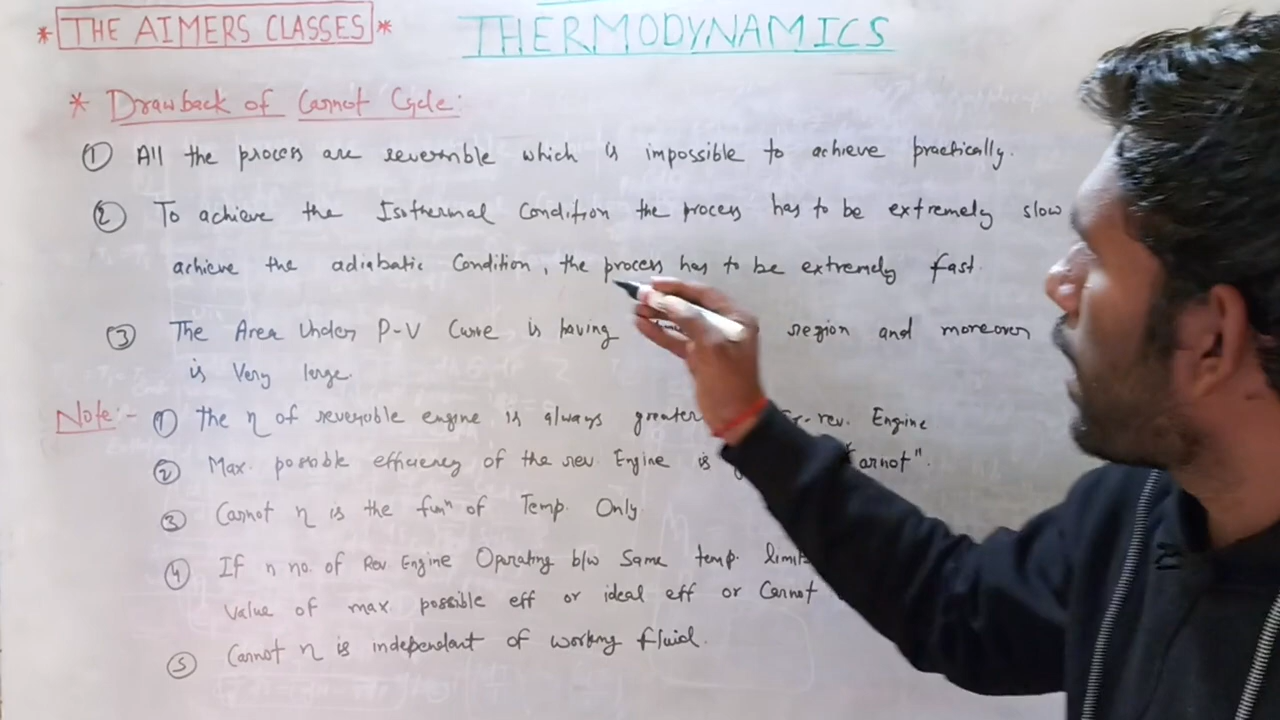 * THE AIMERS CLASSES *
THERMODYNAMICS
* Drawback of Carnot Cycle:
① All the process are reversible which is impossible to achieve practically.
② To achieve the Isothermal Condition the process has to be extremely slow
achieve the adiabatic Condition, the process has to be extremely fast.
③ The Area Under P-V Curve is having region and moreover
is Very large.
Note:- ① The η of reversible engine is always greater Ir-rev. Engine
② Max. possible efficiency of the rev. Engine is Carnot".
③ Carnot η is the funⁿ of Temp. Only.
④ If n no. of Rev. Engine Operating b/w Same temp. limit
Value of max. possible eff or ideal eff or Carnot
⑤ Carnot η is independant of working fluid.